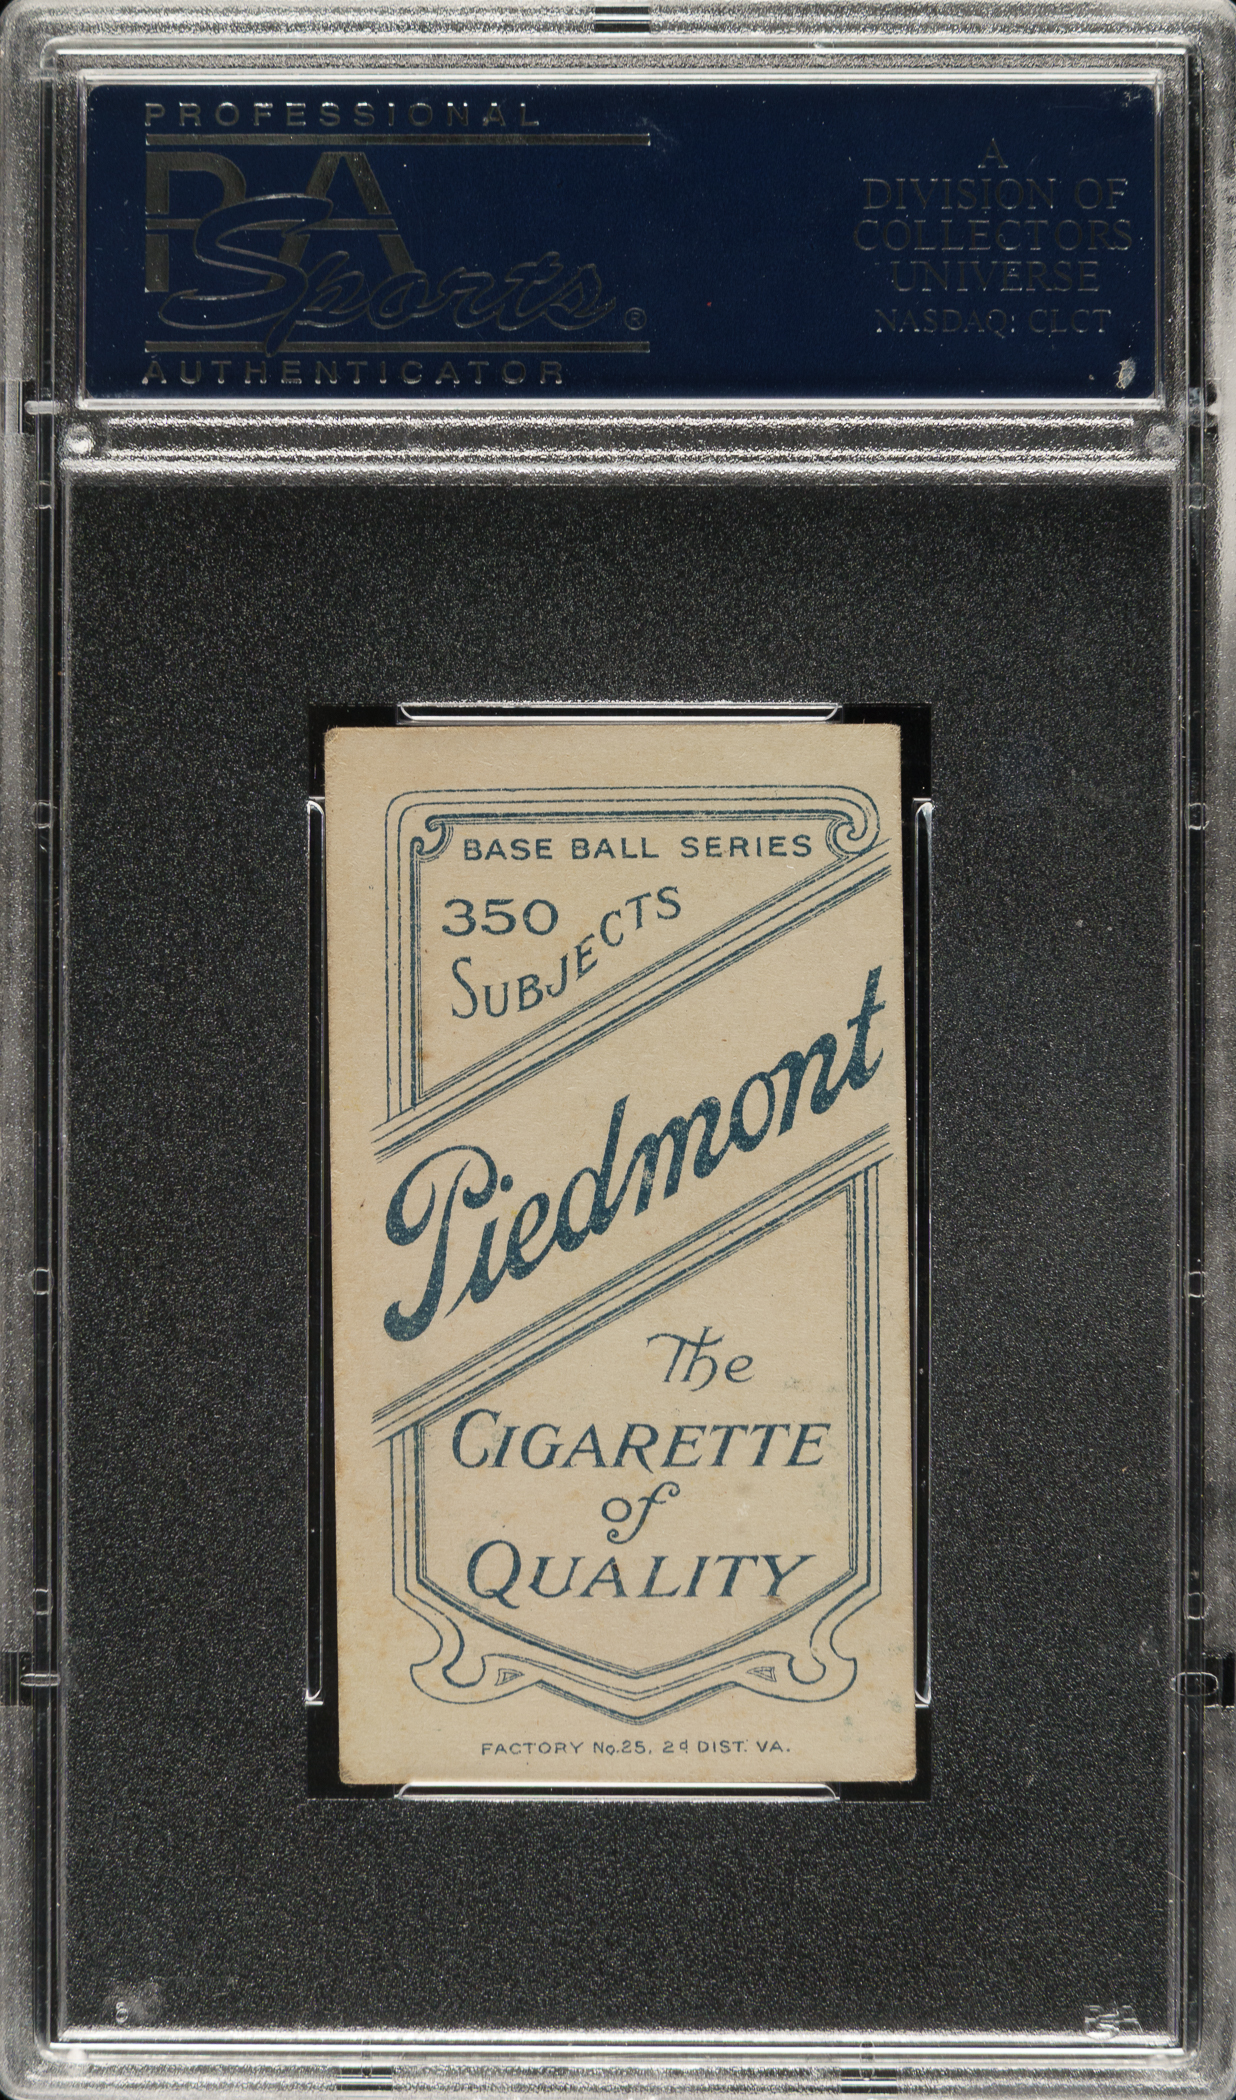 PROFESSIONAL
PSA
Sports®
AUTHENTICATOR
A
DIVISION OF
COLLECTORS
UNIVERSE
NASDAQ: CLCT
BASE BALL SERIES
350
SUBJECTS
Piedmont
The
CIGARETTE
of
QUALITY
FACTORY No. 25, 2d DIST. VA.
PSA